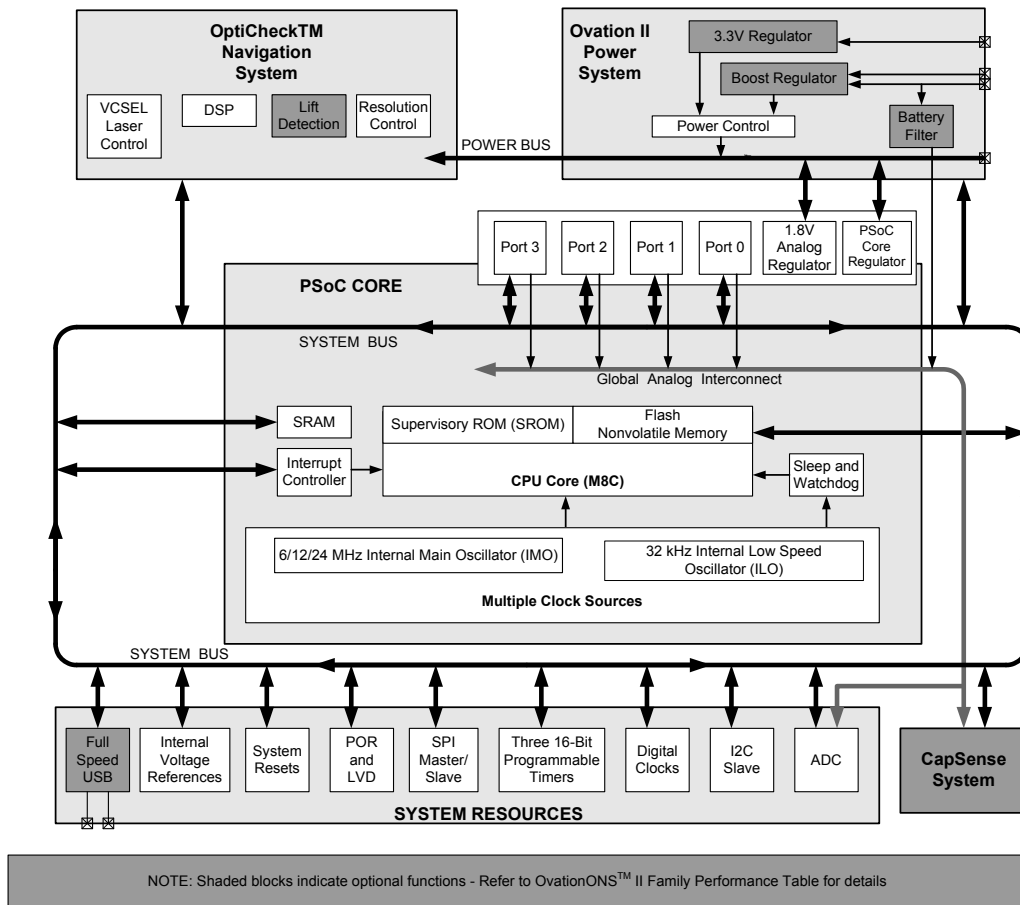 OptiCheckTM
Navigation
System
VCSEL
Laser
Control
DSP
Lift
Detection
Resolution
Control
Ovation II
Power
System
3.3V Regulator
Boost Regulator
Battery
Filter
Power Control
POWER BUS
Port 3
Port 2
Port 1
Port 0
1.8V
Analog
Regulator
PSoC
Core
Regulator
PSoC CORE
SYSTEM BUS
Global Analog Interconnect
SRAM
Supervisory ROM (SROM)
Flash
Nonvolatile Memory
Interrupt
Controller
CPU Core (M8C)
Sleep and
Watchdog
6/12/24 MHz Internal Main Oscillator (IMO)
32 kHz Internal Low Speed
Oscillator (ILO)
Multiple Clock Sources
SYSTEM BUS
Full
Speed
USB
Internal
Voltage
References
System
Resets
POR
and
LVD
SPI
Master/
Slave
Three 16-Bit
Programmable
Timers
Digital
Clocks
I2C
Slave
ADC
CapSense
System
SYSTEM RESOURCES
NOTE: Shaded blocks indicate optional functions - Refer to OvationONS™ II Family Performance Table for details